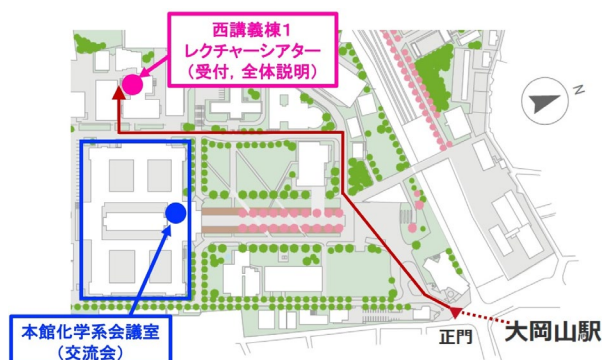 西講義棟1
レクチャーシアター
（受付，全体説明）
N
本館化学系会議室
（交流会）
正門
大岡山駅